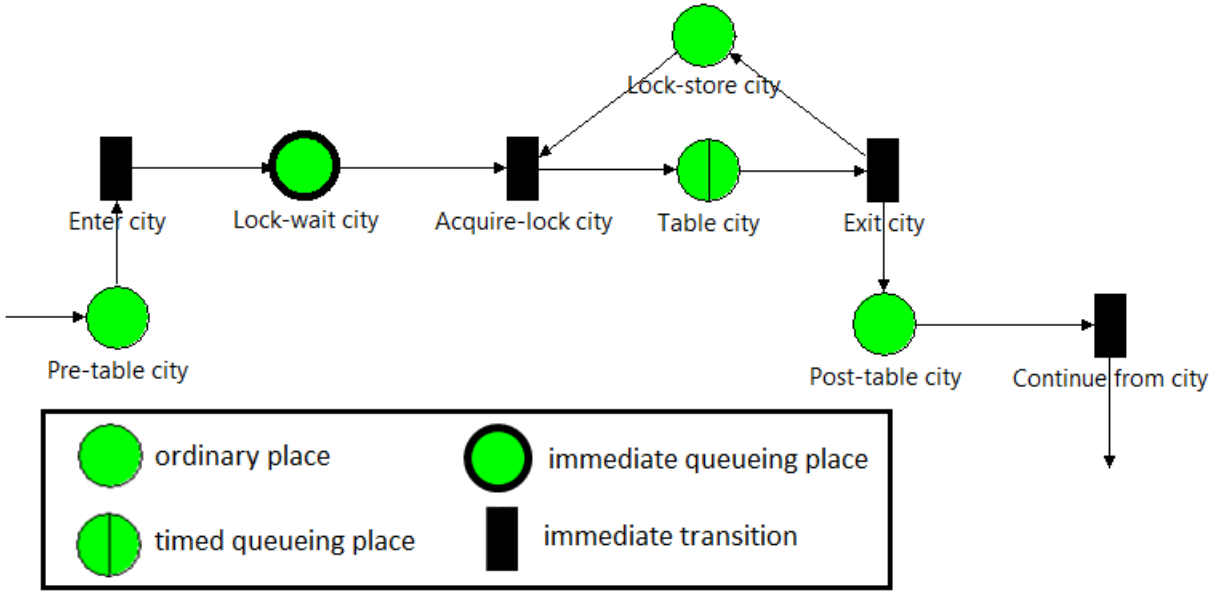 Lock-store city
Enter city
Lock-wait city
Acquire-lock city
Table city
Exit city
Pre-table city
Post-table city
Continue from city
ordinary place
immediate queueing place
timed queueing place
immediate transition